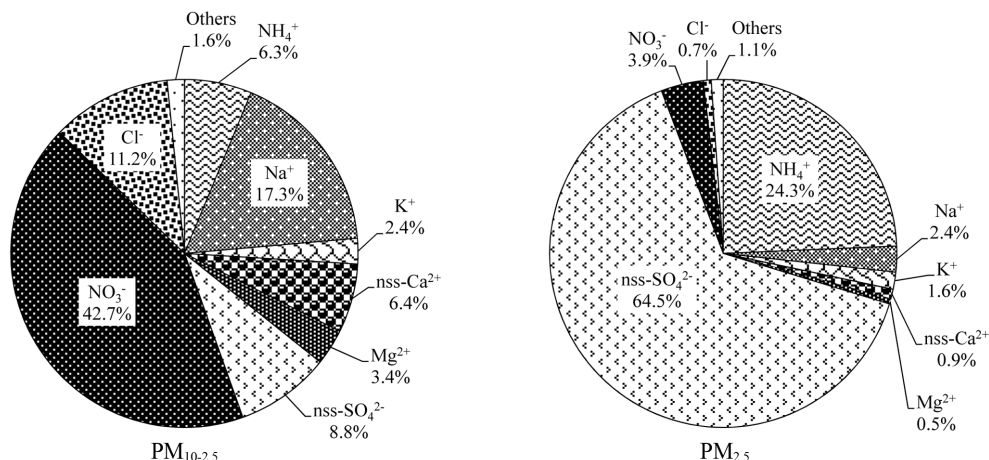 Others
1.6%
NH₄⁺
6.3%
Na⁺
17.3%
K⁺
2.4%
nss-Ca²⁺
6.4%
Mg²⁺
3.4%
nss-SO₄²⁻
8.8%
NO₃⁻
42.7%
Cl⁻
11.2%
PM₁₀₋₂.₅
NO₃⁻
3.9%
Cl⁻
0.7%
Others
1.1%
NH₄⁺
24.3%
Na⁺
2.4%
K⁺
1.6%
nss-Ca²⁺
0.9%
Mg²⁺
0.5%
nss-SO₄²⁻
64.5%
PM₂.₅